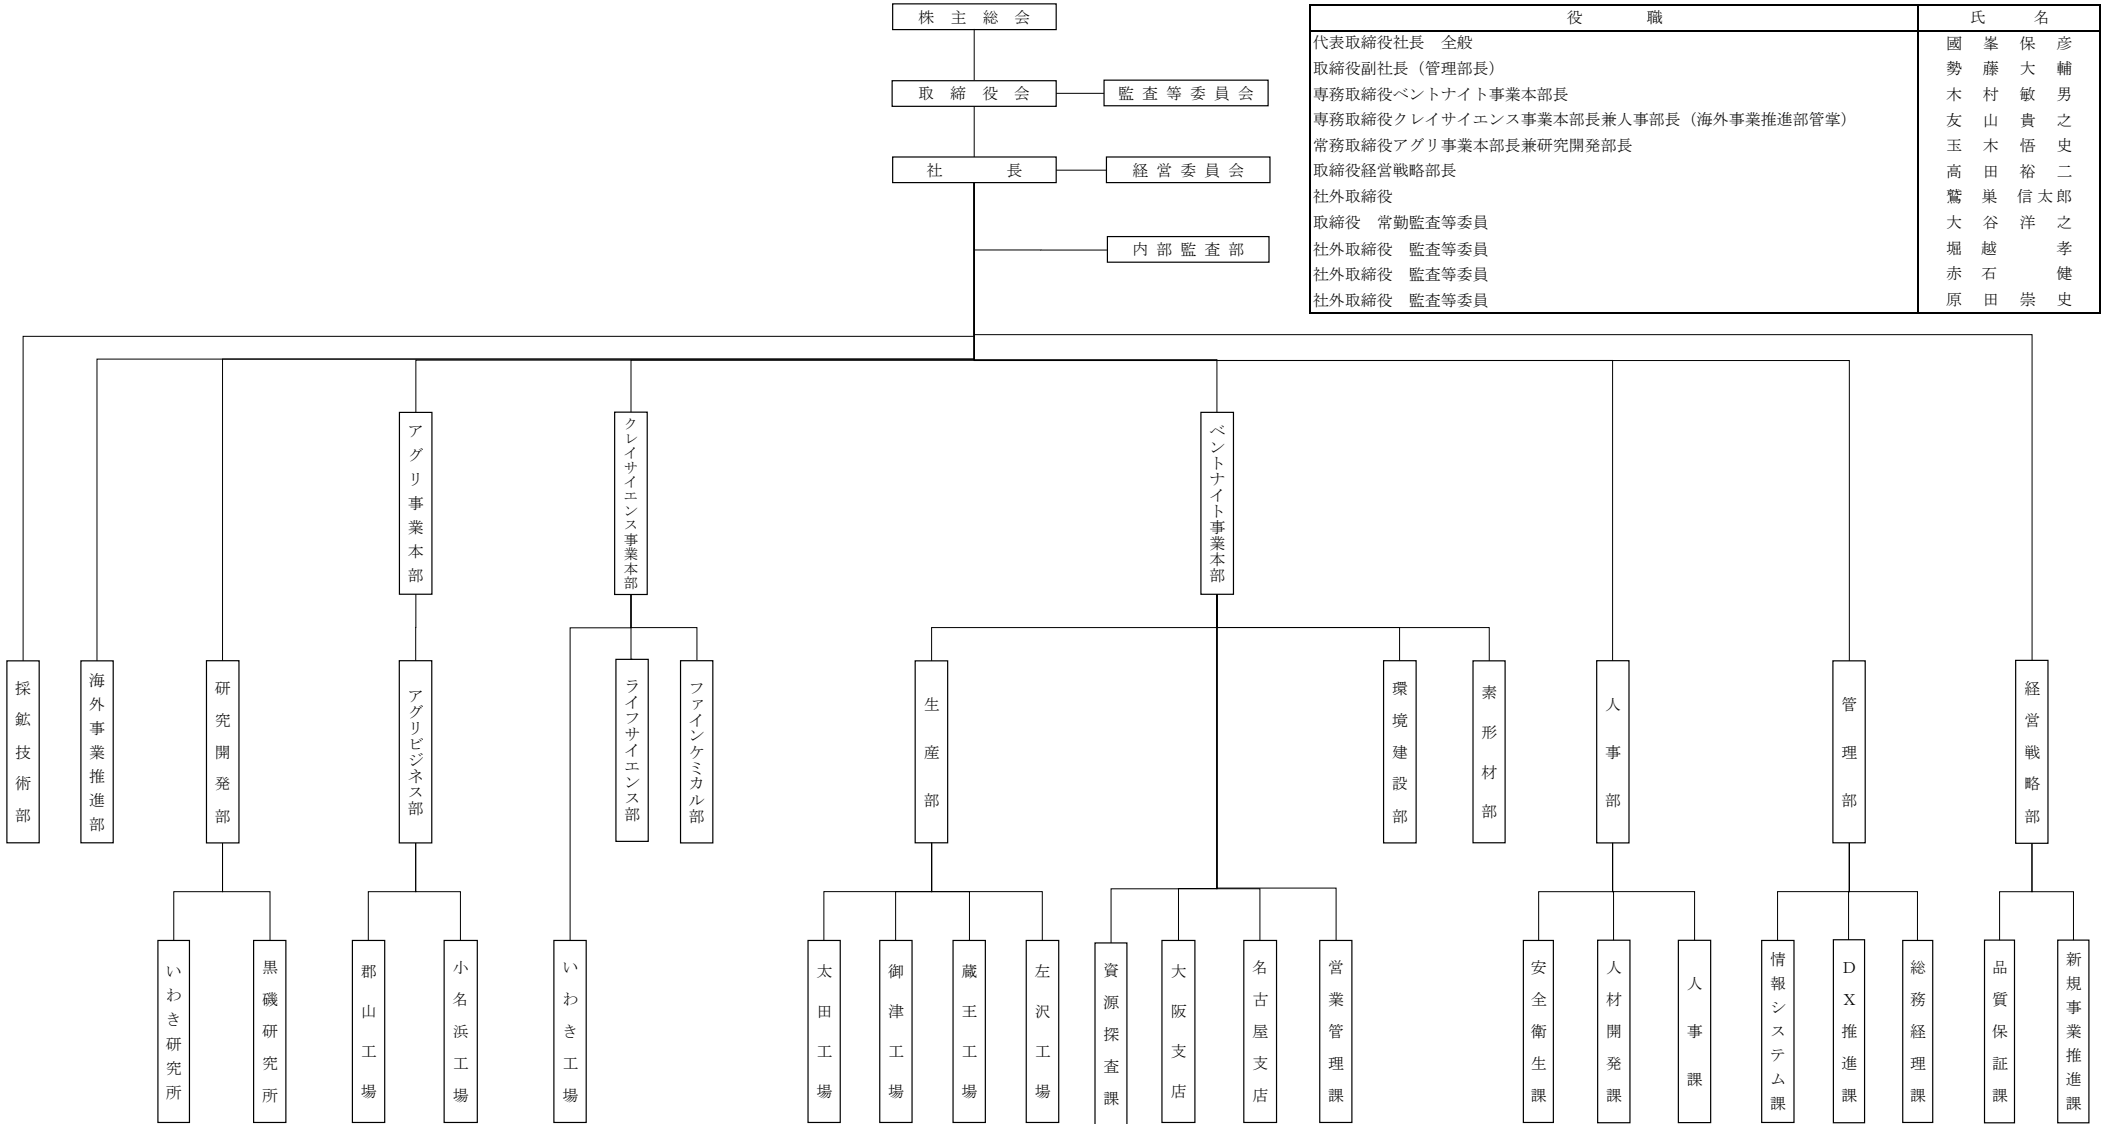 株主総会
取締役会
監査等委員会
社長
経営委員会
内部監査部
役職 氏名
代表取締役社長 全般 國峯保彦
取締役副社長（管理部長） 勢藤大輔
専務取締役ベントナイト事業本部長 木村敏男
専務取締役クレイサイエンス事業本部長兼人事部長（海外事業推進部管掌） 友山貴之
常務取締役アグリ事業本部長兼研究開発部長 玉木悟史
取締役経営戦略部長 高田裕二
社外取締役 鷲巣信太郎
取締役 常勤監査等委員 大谷洋之
社外取締役 監査等委員 堀越孝
社外取締役 監査等委員 赤石健
社外取締役 監査等委員 原田崇史
アグリ事業本部
クレイサイエンス事業本部
ベントナイト事業本部
採鉱技術部
海外事業推進部
研究開発部
アグリビジネス部
ライフサイエンス部
ファインケミカル部
生産部
環境建設部
素形材部
人事部
管理部
経営戦略部
いわき研究所
黒磯研究所
郡山工場
小名浜工場
いわき工場
太田工場
御津工場
蔵王工場
左沢工場
資源探査課
大阪支店
名古屋支店
営業管理課
安全衛生課
人材開発課
人事課
情報システム課
DX推進課
総務経理課
品質保証課
新規事業推進課